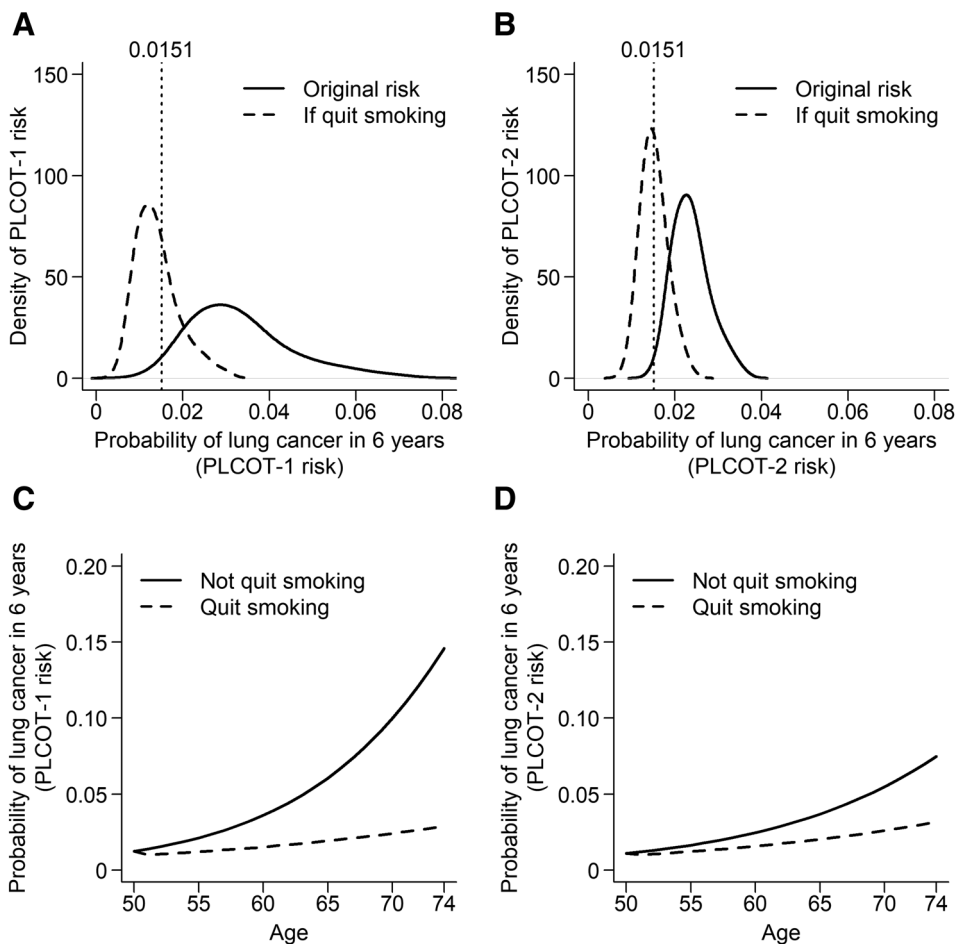 A
0.0151
150
100
50
0
Density of PLCOT-1 risk
Original risk
If quit smoking
0 0.02 0.04 0.06 0.08
Probability of lung cancer in 6 years
(PLCOT-1 risk)
B
0.0151
150
100
50
0
Density of PLCOT-2 risk
Original risk
If quit smoking
0 0.02 0.04 0.06 0.08
Probability of lung cancer in 6 years
(PLCOT-2 risk)
C
Probability of lung cancer in 6 years
(PLCOT-1 risk)
0.20
0.15
0.10
0.05
0
Not quit smoking
Quit smoking
50 55 60 65 70 74
Age
D
Probability of lung cancer in 6 years
(PLCOT-2 risk)
0.20
0.15
0.10
0.05
0
Not quit smoking
Quit smoking
50 55 60 65 70 74
Age